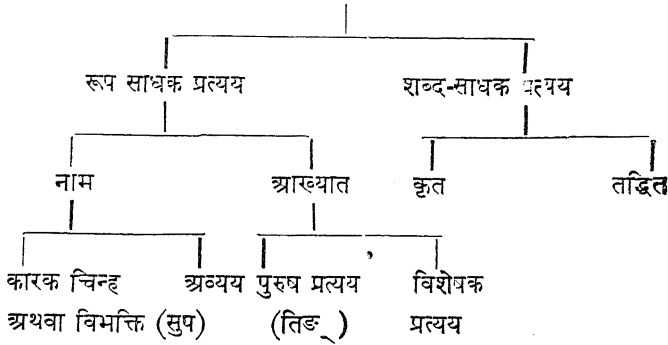 रूप साधक प्रत्यय शब्द-साधक प्रत्यय
नाम आख्यात कृत तद्धित
कारक चिन्ह अव्यय पुरुष प्रत्यय विशेषक
अथवा विभक्ति (सुप) (तिङ्) प्रत्यय